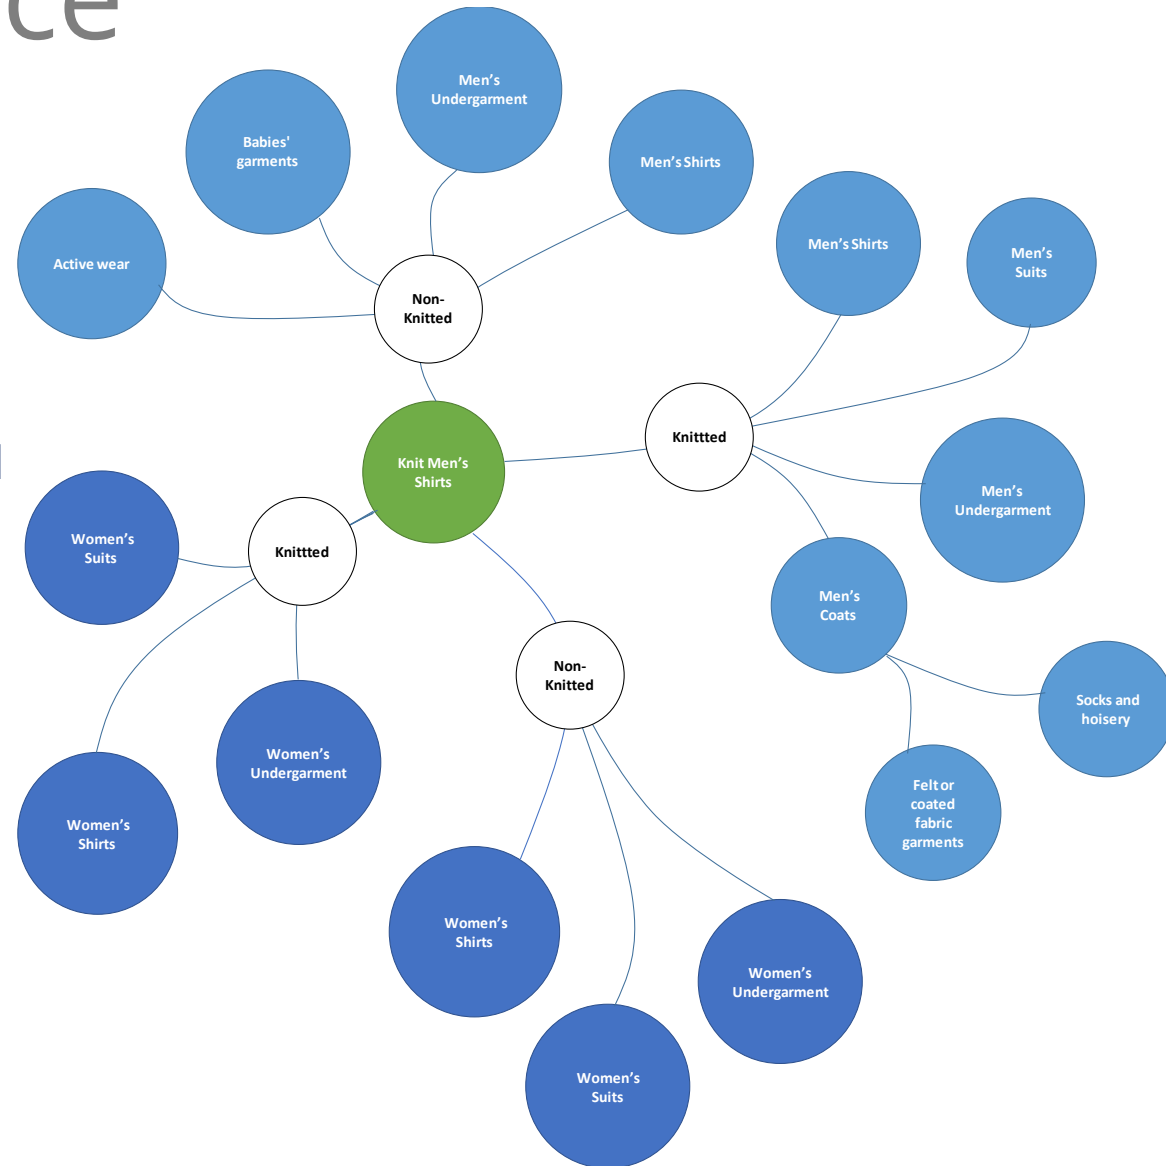 ce
Men's
Undergarment
Babies'
garments
Men's Shirts
Active wear
Non-
Knitted
Men's Shirts
Men's
Suits
Knittted
Knit Men's
Shirts
Men's
Undergarment
Women's
Suits
Knittted
Men's
Coats
Non-
Knitted
Socks and
hoisery
Women's
Undergarment
Felt or
coated
fabric
garments
Women's
Shirts
Women's
Shirts
Women's
Undergarment
Women's
Suits